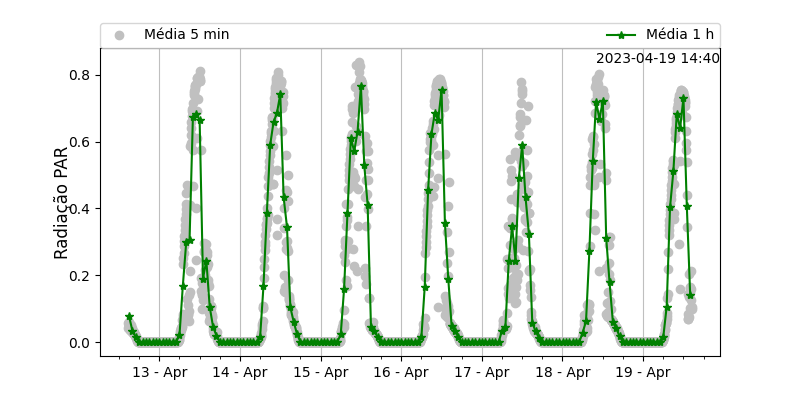 Média 5 min
Média 1 h
2023-04-19 14:40
Radiação PAR
0.8
0.6
0.4
0.2
0.0
13 - Apr
14 - Apr
15 - Apr
16 - Apr
17 - Apr
18 - Apr
19 - Apr